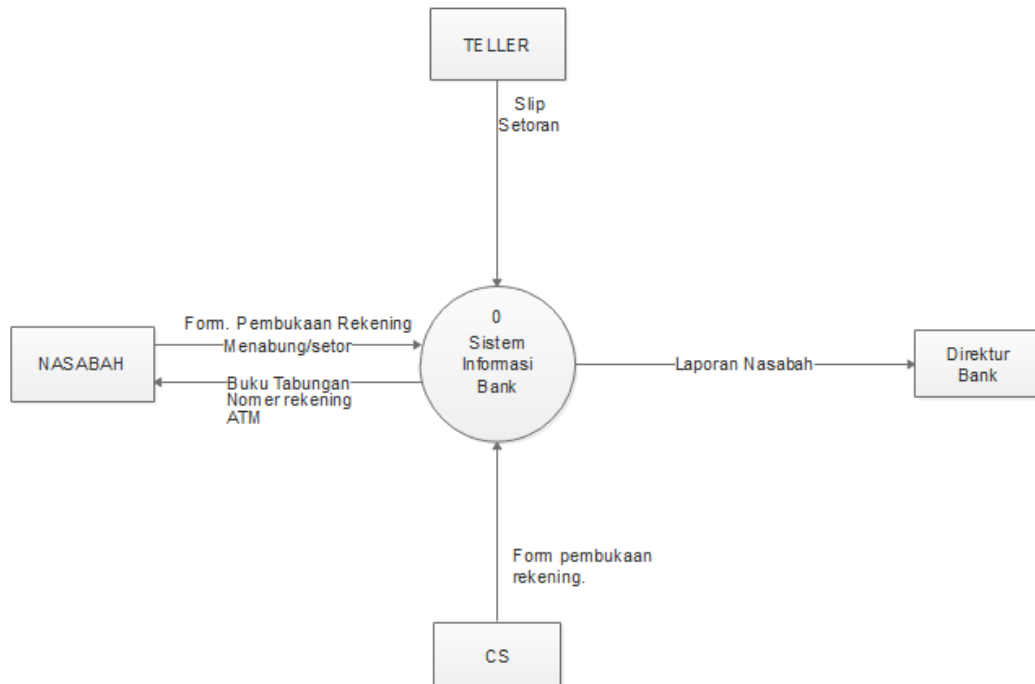 TELLER
Slip
Setoran
Form. Pembukaan Rekening
Menabung/setor
NASABAH
Buku Tabungan
Nomer rekening
ATM
0
Sistem
Informasi
Bank
Laporan Nasabah
Direktur
Bank
Form pembukaan
rekening.
CS